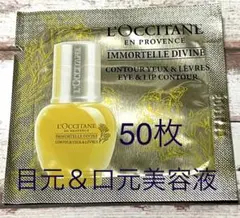 L'OCCITANE
EN PROVENCE
IMMORTELLE DIVINE
CONTOUR YEUX & LÈVRES
EYE & LIP CONTOUR
50枚
目元＆口元美容液